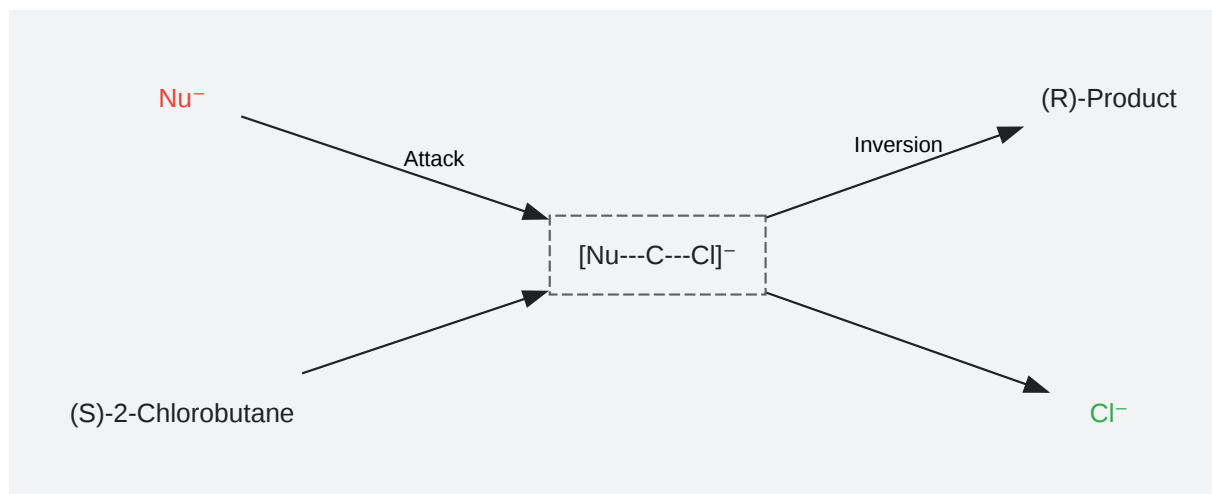 Nu⁻
(R)-Product
Attack
Inversion
[Nu---C---Cl]⁻
(S)-2-Chlorobutane
Cl⁻